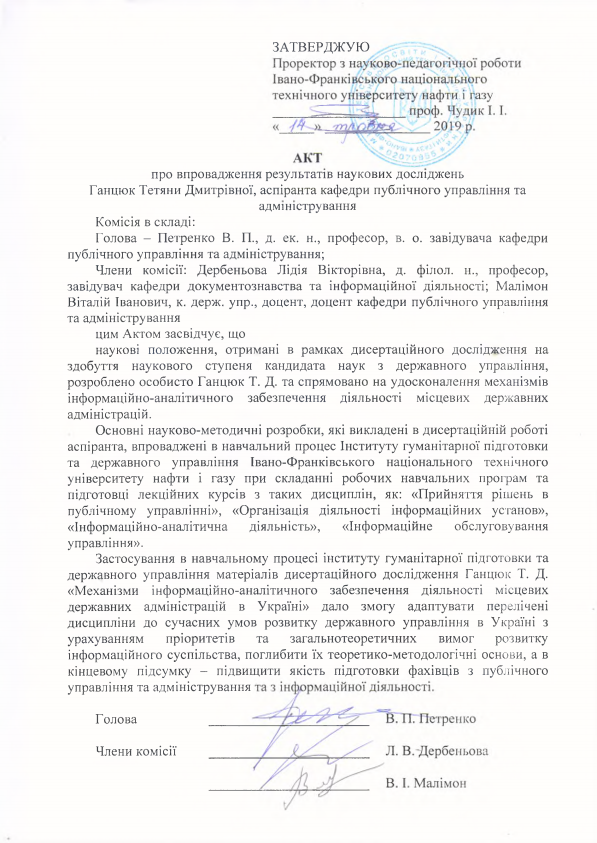 ЗАТВЕРДЖУЮ
Проректор з науково-педагогічної роботи
Івано-Франківського національного
технічного університету нафти і газу
проф. Чудик І. І.
« 14 » травня 2019 р.
АКТ
про впровадження результатів наукових досліджень
Ганцюк Тетяни Дмитрівної, аспіранта кафедри публічного управління та
адміністрування
Комісія в складі:
Голова – Петренко В. П., д. ек. н., професор, в. о. завідувача кафедри
публічного управління та адміністрування;
Члени комісії: Дербеньова Лідія Вікторівна, д. філол. н., професор,
завідувач кафедри документознавства та інформаційної діяльності; Малімон
Віталій Іванович, к. держ. упр., доцент, доцент кафедри публічного управління
та адміністрування
цим Актом засвідчує, що
наукові положення, отримані в рамках дисертаційного дослідження на
здобуття наукового ступеня кандидата наук з державного управління,
розроблено особисто Ганцюк Т. Д. та спрямовано на удосконалення механізмів
інформаційно-аналітичного забезпечення діяльності місцевих державних
адміністрацій.
Основні науково-методичні розробки, які викладені в дисертаційній роботі
аспіранта, впроваджені в навчальний процес Інституту гуманітарної підготовки
та державного управління Івано-Франківського національного технічного
університету нафти і газу при складанні робочих навчальних програм та
підготовці лекційних курсів з таких дисциплін, як: «Прийняття рішень в
публічному управлінні», «Організація діяльності інформаційних установ»,
«Інформаційно-аналітична діяльність», «Інформаційне обслуговування
управління».
Застосування в навчальному процесі інституту гуманітарної підготовки та
державного управління матеріалів дисертаційного дослідження Ганцюк Т. Д.
«Механізми інформаційно-аналітичного забезпечення діяльності місцевих
державних адміністрацій в Україні» дало змогу адаптувати перелічені
дисципліни до сучасних умов розвитку державного управління в Україні з
урахуванням пріоритетів та загальнотеоретичних вимог розвитку
інформаційного суспільства, поглибити їх теоретико-методологічні основи, а в
кінцевому підсумку – підвищити якість підготовки фахівців з публічного
управління та адміністрування та з інформаційної діяльності.
Голова В. П. Петренко
Члени комісії Л. В. Дербеньова
В. І. Малімон